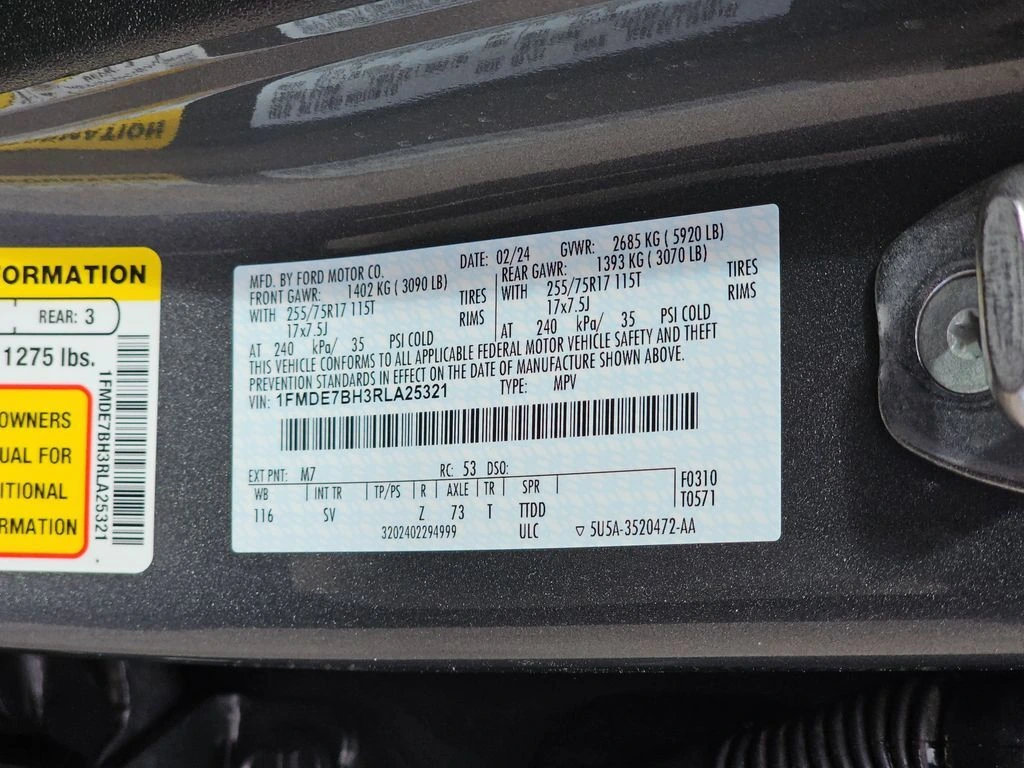 FORMATION
REAR: 3
1275 lbs.
OWNERS
UAL FOR
ITIONAL
RMATION
1FMDE7BH3RLA25321
MFD. BY FORD MOTOR CO.
DATE: 02/24
GVWR: 2685 KG ( 5920 LB)
FRONT GAWR: 1402 KG ( 3090 LB)
WITH 255/75R17 115T TIRES
17x7.5J RIMS
AT 240 kPa/ 35 PSI COLD
REAR GAWR: 1393 KG ( 3070 LB)
WITH 255/75R17 115T TIRES
17x7.5J RIMS
AT 240 kPa/ 35 PSI COLD
THIS VEHICLE CONFORMS TO ALL APPLICABLE FEDERAL MOTOR VEHICLE SAFETY AND THEFT
PREVENTION STANDARDS IN EFFECT ON THE DATE OF MANUFACTURE SHOWN ABOVE.
VIN: 1FMDE7BH3RLA25321 TYPE: MPV
EXT PNT: M7 RC: 53 DSO:
WB INT TR TP/PS R AXLE TR SPR
116 SV Z 73 T TTDD
F0310
T0571
3202402294999 ULC ▽ 5U5A-3520472-AA